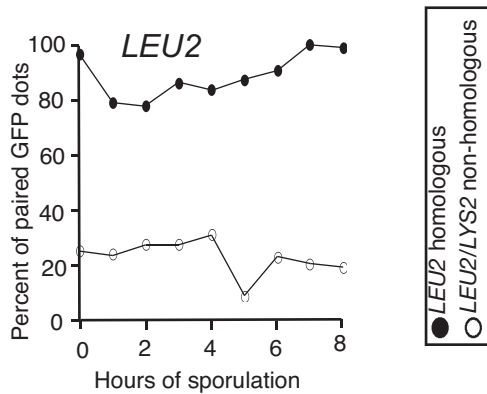 LEU2
Percent of paired GFP dots
100
80
60
40
20
0
0 2 4 6 8
Hours of sporulation
● LEU2 homologous
○ LEU2/LYS2 non-homologous